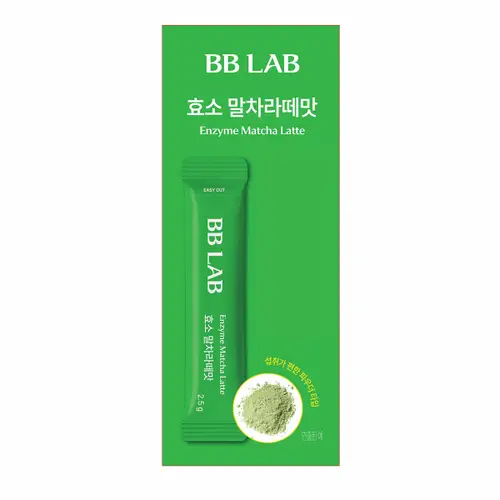 BB LAB
효소 말차라떼맛
Enzyme Matcha Latte
EASY CUT
BB LAB
Enzyme Matcha Latte
효소 말차라떼맛
2.5 g
섭취가 편한 파우더 타입